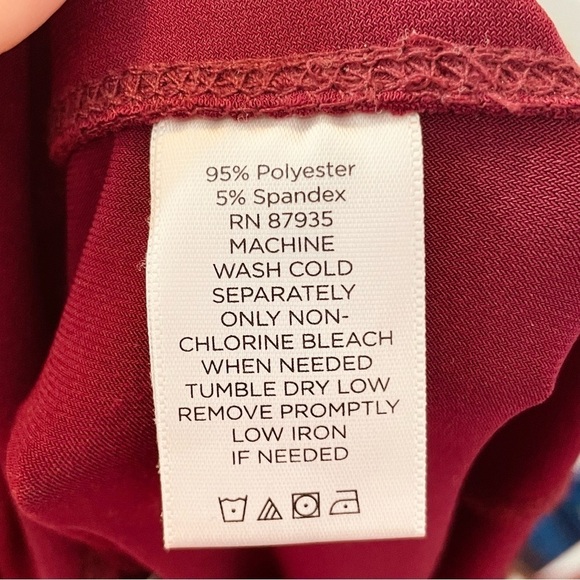 95% Polyester
5% Spandex
RN 87935
MACHINE
WASH COLD
SEPARATELY
ONLY NON-
CHLORINE BLEACH
WHEN NEEDED
TUMBLE DRY LOW
REMOVE PROMPTLY
LOW IRON
IF NEEDED